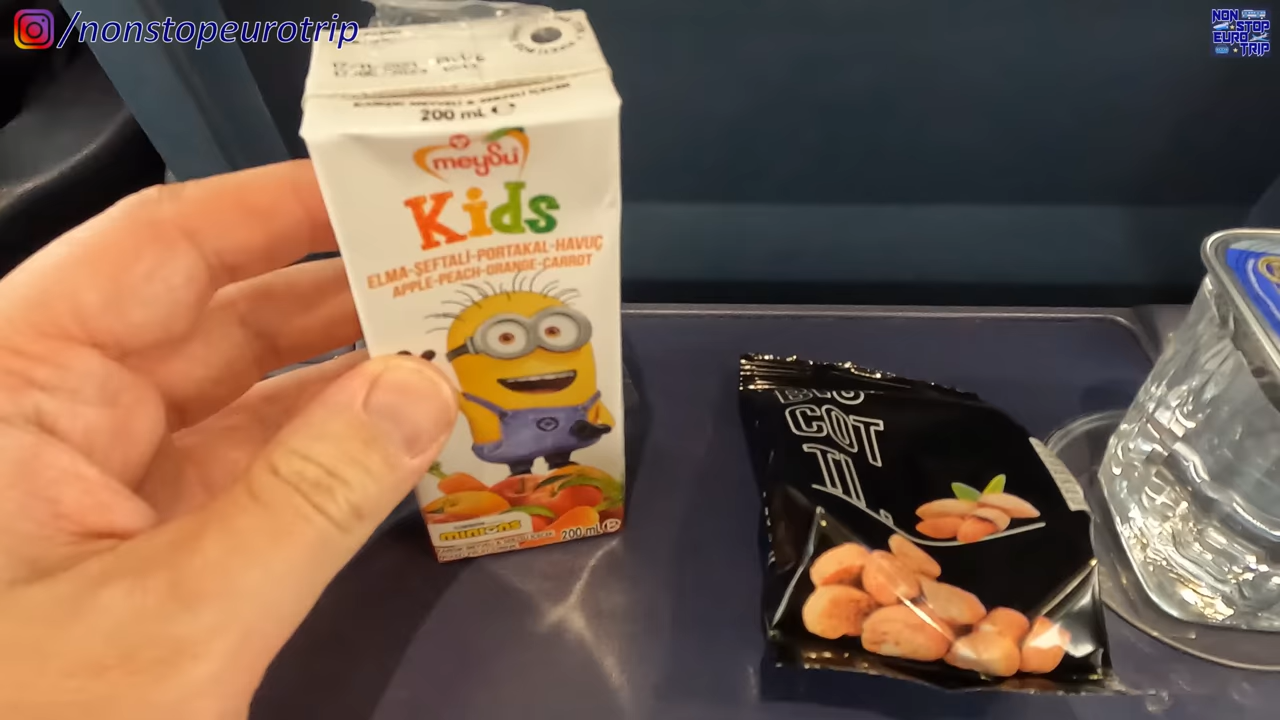 /nonstopeurotrip
NON
STOP
EURO
TRIP
200 mL e
meysu
Kids
ELMA-ŞEFTALİ-PORTAKAL-HAVUÇ
APPLE-PEACH-ORANGE-CARROT
minions
200 mL e
COT
TI